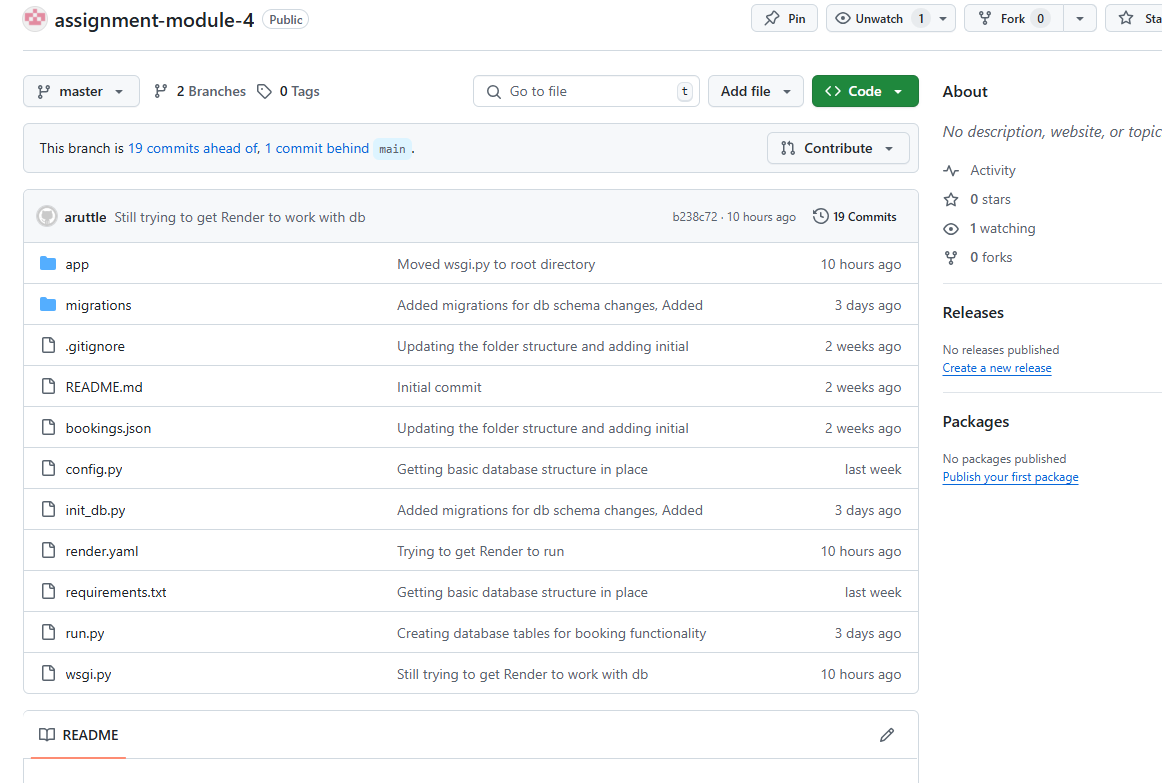 assignment-module-4 Public Pin Unwatch 1 Fork 0
master 2 Branches 0 Tags Go to file t Add file Code
This branch is 19 commits ahead of, 1 commit behind main .
Contribute
aruttle Still trying to get Render to work with db b238c72 · 10 hours ago 19 Commits
app Moved wsgi.py to root directory 10 hours ago
migrations Added migrations for db schema changes, Added 3 days ago
.gitignore Updating the folder structure and adding initial 2 weeks ago
README.md Initial commit 2 weeks ago
bookings.json Updating the folder structure and adding initial 2 weeks ago
config.py Getting basic database structure in place last week
init_db.py Added migrations for db schema changes, Added 3 days ago
render.yaml Trying to get Render to run 10 hours ago
requirements.txt Getting basic database structure in place last week
run.py Creating database tables for booking functionality 3 days ago
wsgi.py Still trying to get Render to work with db 10 hours ago
README
About
No description, website, or topic
Activity
0 stars
1 watching
0 forks
Releases
No releases published
Create a new release
Packages
No packages published
Publish your first package